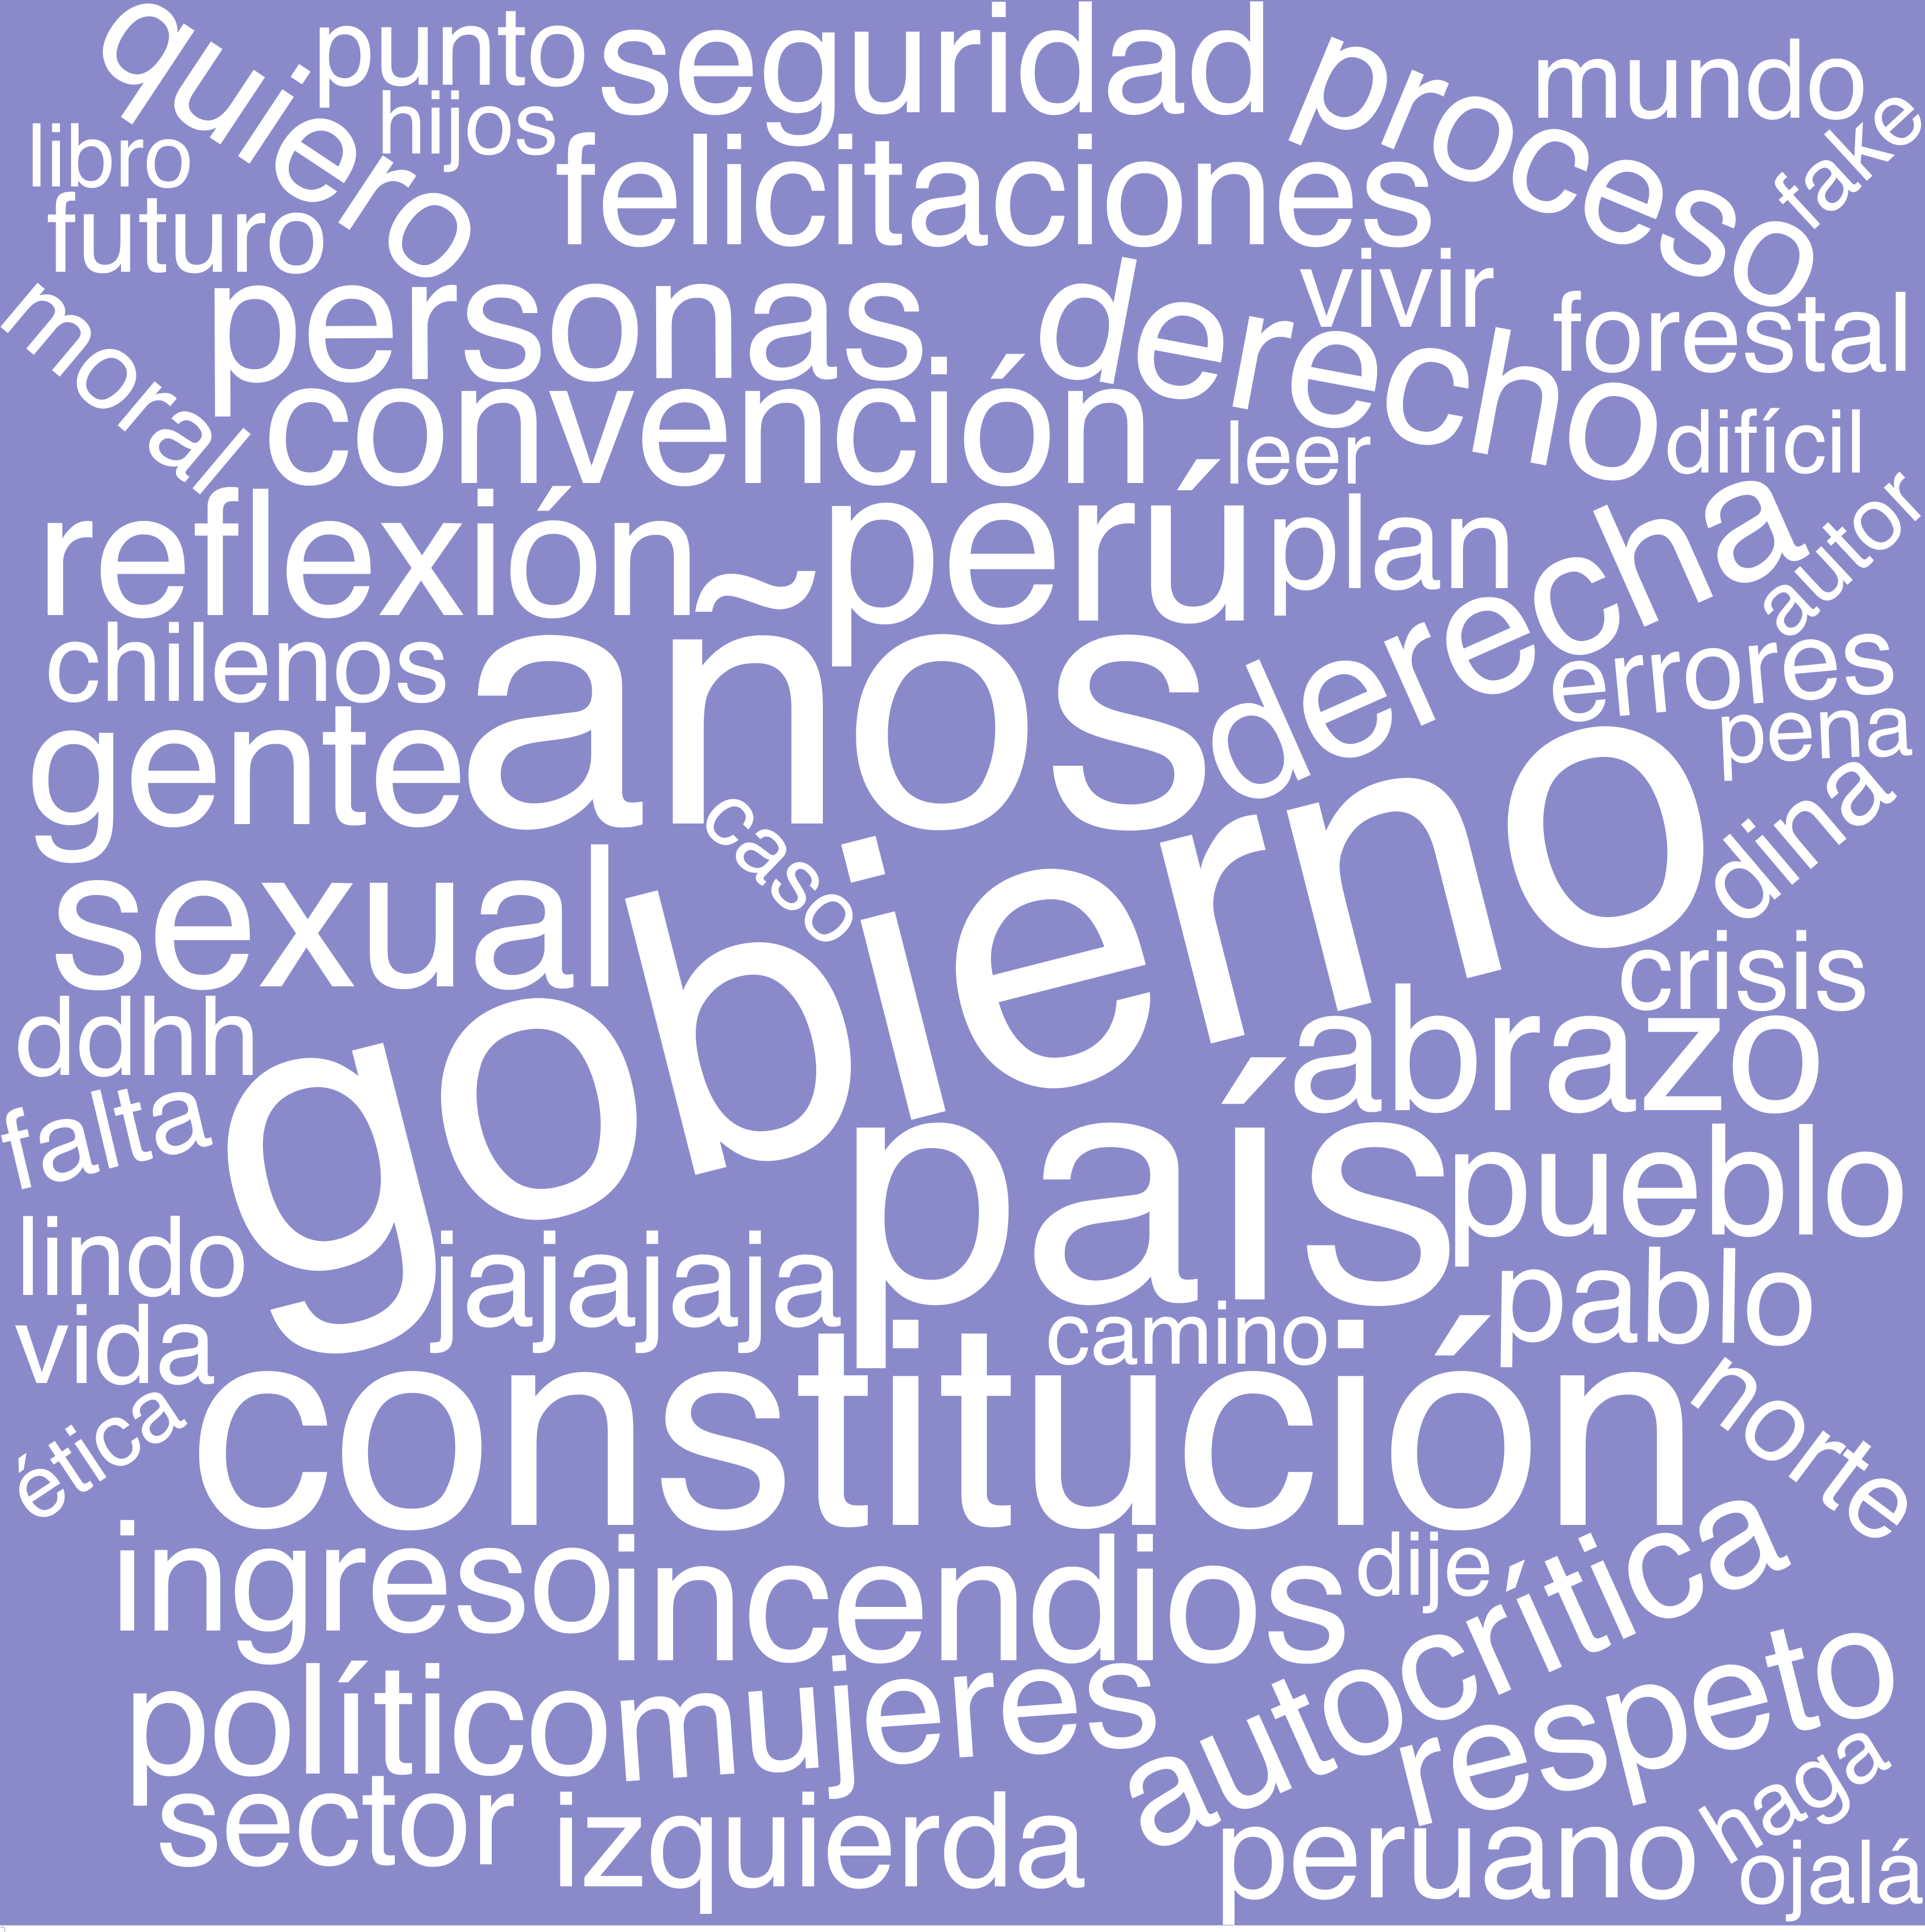 quiero
punto
seguridad
proceso
mundo
fake
libro
hijos
felicitaciones
futuro
vivir
moral
personas
derecho
forestal
convención
leer
difícil
reflexión
perú
plan
derecha
autor
chilenos
años
errores
gente
pena
caso
dinar
sexual
gobierno
crisis
ddhh
abrazo
falta
país
pueblo
lindo
jajajaja
pablo
vida
camino
constitución
norte
ética
ingreso
incendios
dije
autocrítica
político
mujeres
respeto
haga
sector
izquierda
peruano
ojalá